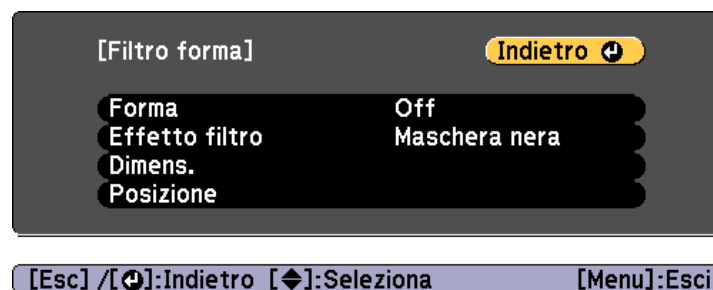 [Filtro forma] Indietro
Forma Off
Effetto filtro Maschera nera
Dimens.
Posizione
[Esc] /[ ]:Indietro [ ]:Seleziona [Menu]:Esci